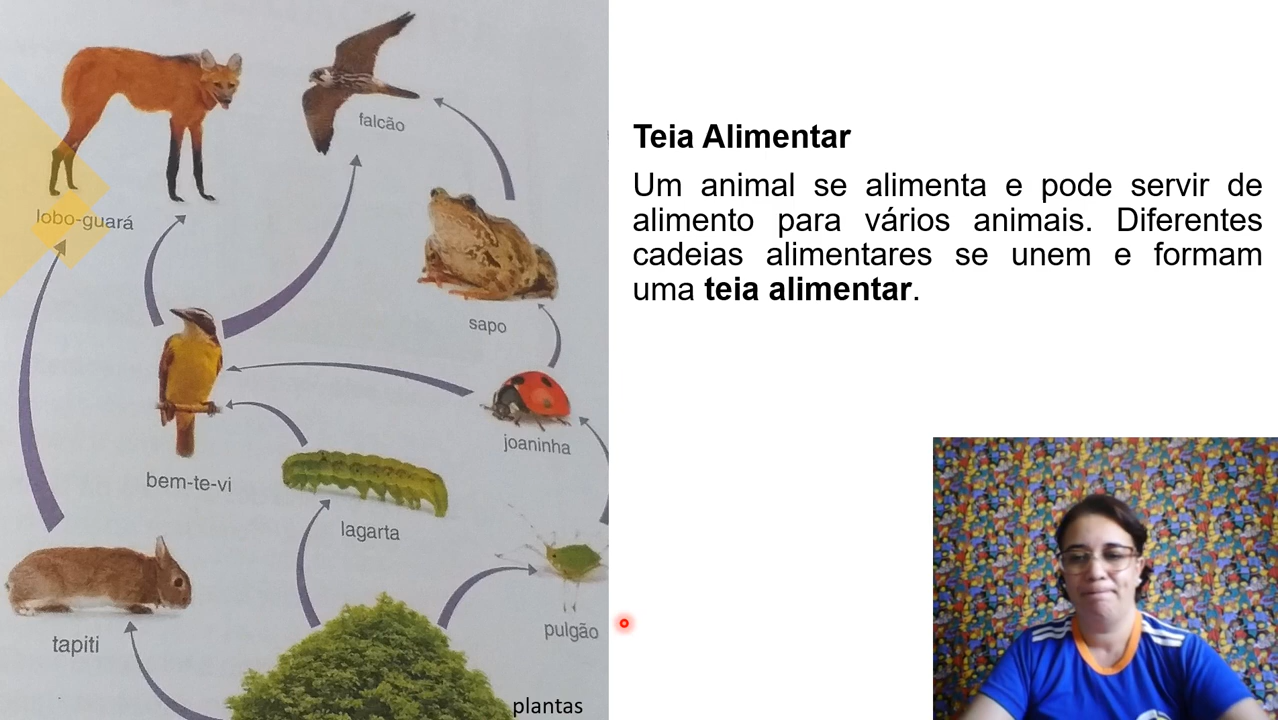 falcão
lobo-guará
sapo
joaninha
bem-te-vi
lagarta
pulgão
tapiti
plantas
Teia Alimentar
Um animal se alimenta e pode servir de
alimento para vários animais. Diferentes
cadeias alimentares se unem e formam
uma teia alimentar.